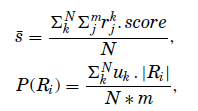 s̄ = (Σ_k^N Σ_j^m r_j^k . score) / N,
P(R_i) = (Σ_k^N u_k . |R_i|) / (N ∗ m),